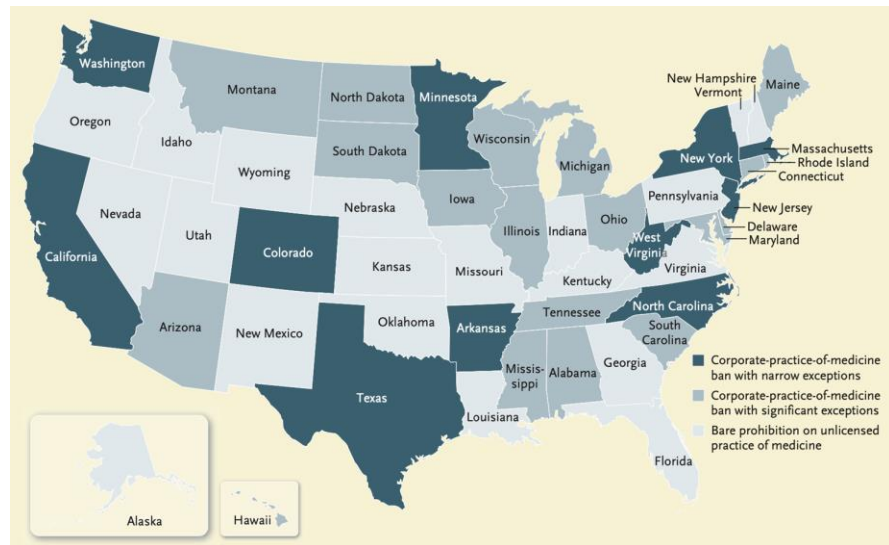 Washington
Montana
North Dakota
Minnesota
New Hampshire
Vermont
Maine
Oregon
Idaho
South Dakota
Wisconsin
Michigan
New York
Massachusetts
Rhode Island
Connecticut
Wyoming
Iowa
Pennsylvania
New Jersey
Nevada
Nebraska
Illinois
Indiana
Ohio
Delaware
Maryland
California
Utah
Colorado
Kansas
Missouri
West
Virginia
Kentucky
Virginia
Arizona
New Mexico
Oklahoma
Arkansas
Tennessee
North Carolina
South
Carolina
Texas
Missis-
sippi
Alabama
Georgia
Louisiana
Florida
Corporate-practice-of-medicine
ban with narrow exceptions
Corporate-practice-of-medicine
ban with significant exceptions
Bare prohibition on unlicensed
practice of medicine
Alaska
Hawaii